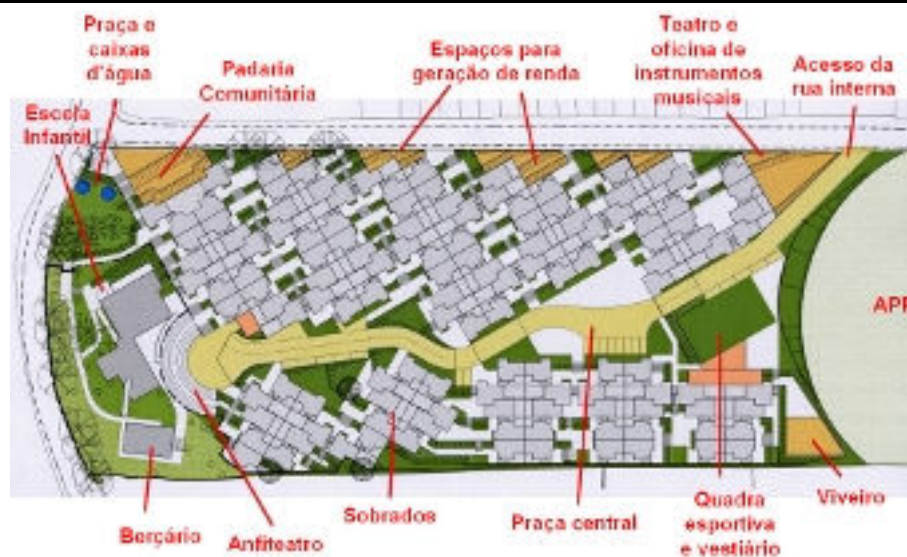 Praça e
caixas
d'água
Padaria
Comunitária
Espaços para
geração de renda
Teatro e
oficina de
instrumentos
musicais
Acesso da
rua interna
Escola
Infantil
APP
Berçário
Anfiteatro
Sobrados
Praça central
Quadra
esportiva
e vestiário
Viveiro